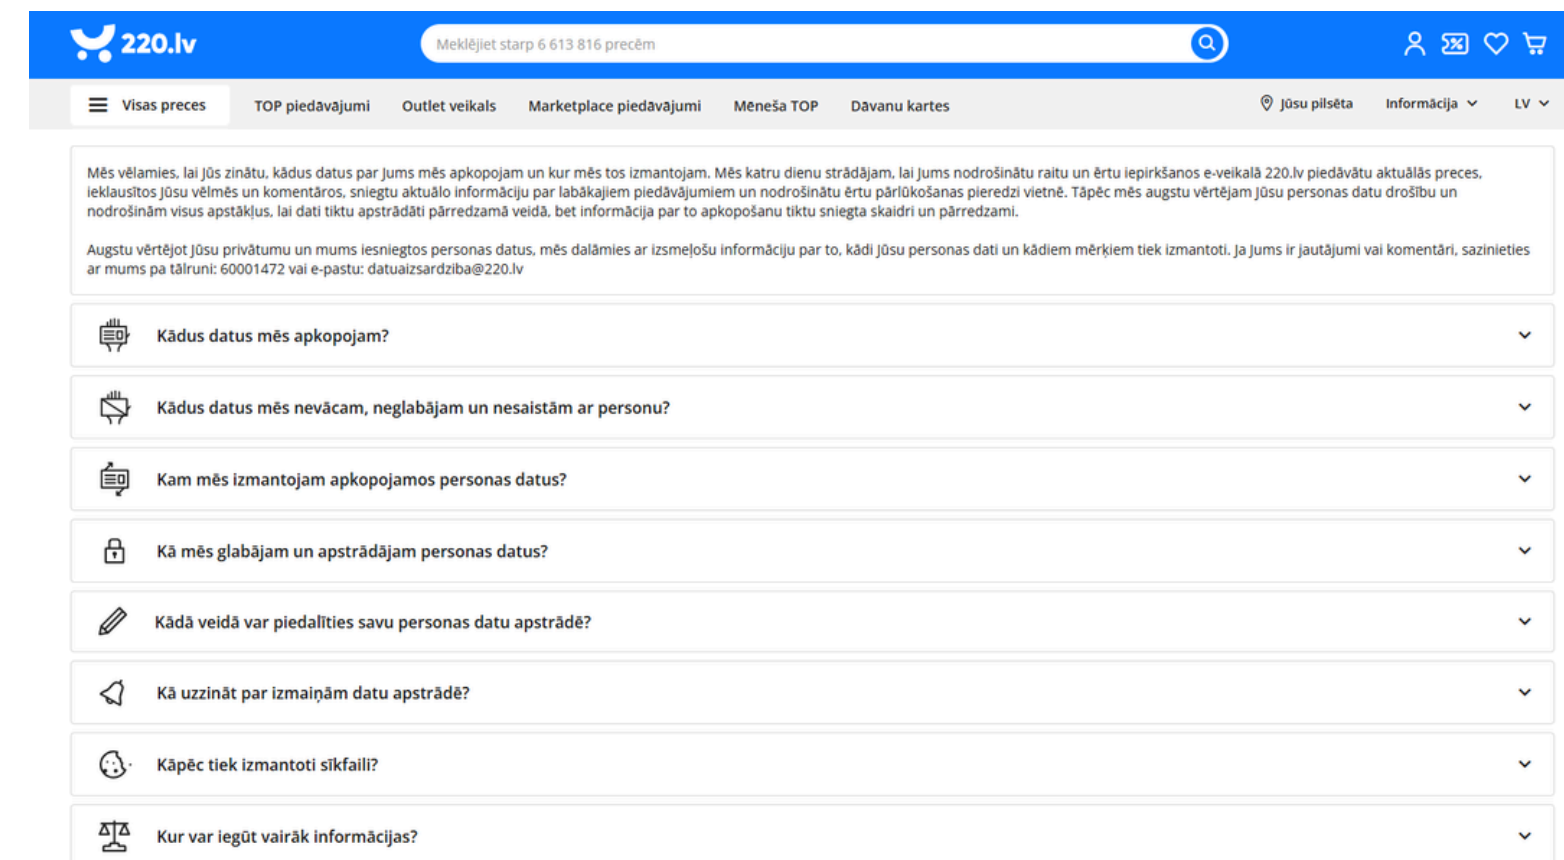 220.lv
Meklējiet starp 6 613 816 precēm
Visas preces
TOP piedāvājumi
Outlet veikals
Marketplace piedāvājumi
Mēneša TOP
Dāvanu kartes
Jūsu pilsēta
Informācija
LV
Mēs vēlamies, lai Jūs zinātu, kādus datus par Jums mēs apkopojam un kur mēs tos izmantojam. Mēs katru dienu strādājam, lai Jums nodrošinātu raitu un ērtu iepirkšanos e-veikalā 220.lv piedāvātu aktuālās preces,
ieklausītos Jūsu vēlmēs un komentāros, sniegtu aktuālo informāciju par labākajiem piedāvājumiem un nodrošinātu ērtu pārlūkošanas pieredzi vietnē. Tāpēc mēs augstu vērtējam Jūsu personas datu drošību un
nodrošinām visus apstākļus, lai dati tiktu apstrādāti pārredzamā veidā, bet informācija par to apkopošanu tiktu sniegta skaidri un pārredzami.
Augstu vērtējot Jūsu privātumu un mums iesniegtos personas datus, mēs dalāmies ar izsmeļošu informāciju par to, kādi Jūsu personas dati un kādiem mērķiem tiek izmantoti. Ja Jums ir jautājumi vai komentāri, sazinieties
ar mums pa tālruni: 60001472 vai e-pastu: datuaizsardziba@220.lv
Kādus datus mēs apkopojam?
Kādus datus mēs nevācam, neglabājam un nesaistām ar personu?
Kam mēs izmantojam apkopojamos personas datus?
Kā mēs glabājam un apstrādājam personas datus?
Kādā veidā var piedalīties savu personas datu apstrādē?
Kā uzzināt par izmaiņām datu apstrādē?
Kāpēc tiek izmantoti sīkfaili?
Kur var iegūt vairāk informācijas?